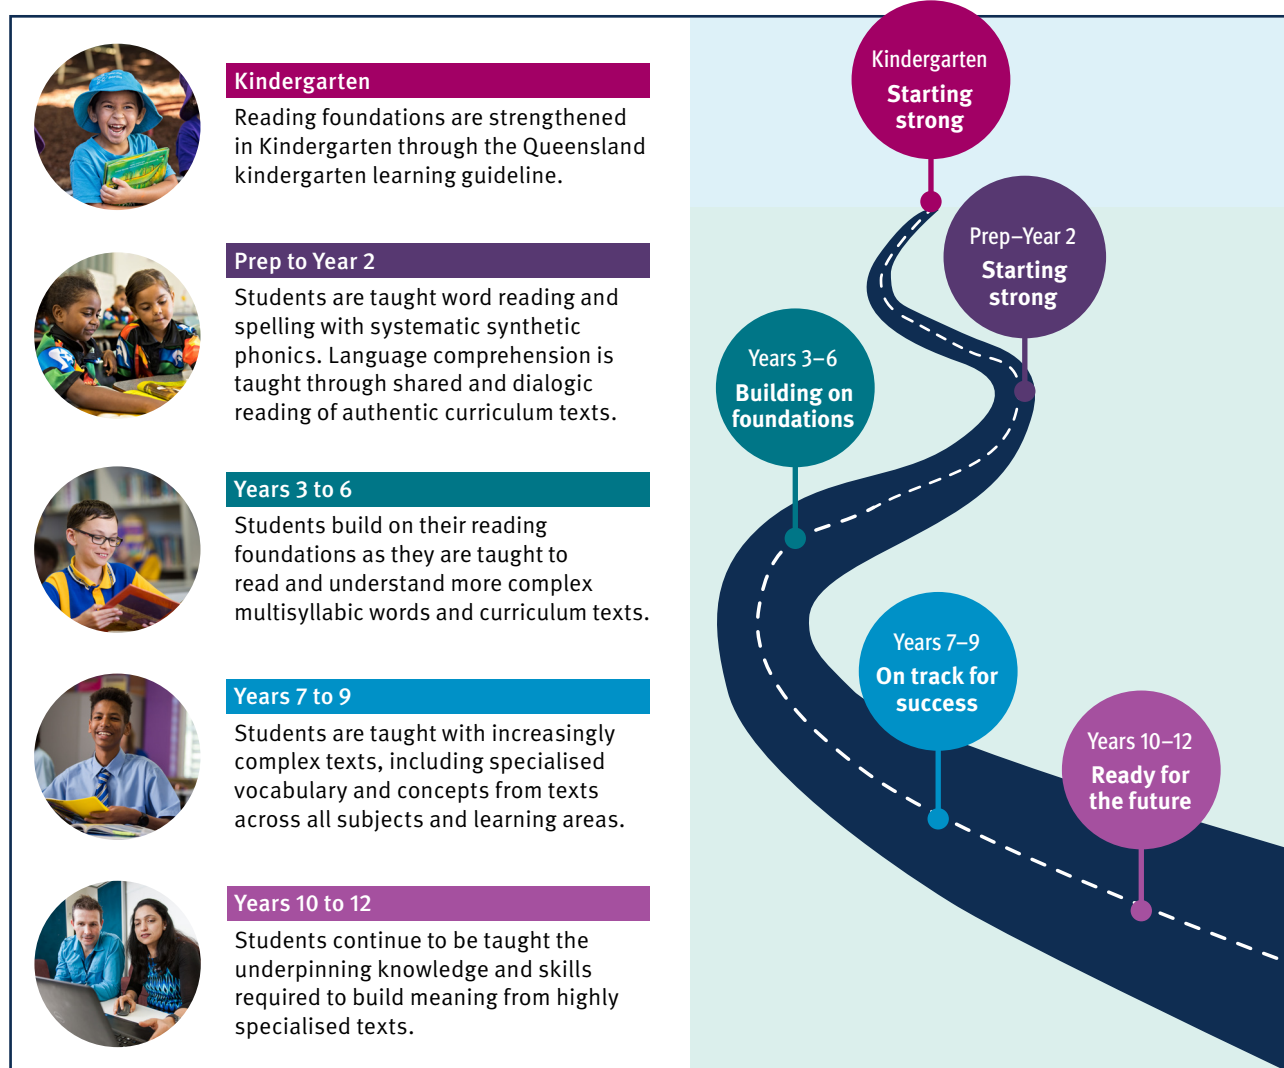 Kindergarten
Reading foundations are strengthened
in Kindergarten through the Queensland
kindergarten learning guideline.
Prep to Year 2
Students are taught word reading and
spelling with systematic synthetic
phonics. Language comprehension is
taught through shared and dialogic
reading of authentic curriculum texts.
Years 3 to 6
Students build on their reading
foundations as they are taught to
read and understand more complex
multisyllabic words and curriculum texts.
Years 7 to 9
Students are taught with increasingly
complex texts, including specialised
vocabulary and concepts from texts
across all subjects and learning areas.
Years 10 to 12
Students continue to be taught the
underpinning knowledge and skills
required to build meaning from highly
specialised texts.
Kindergarten
Starting
strong
Prep–Year 2
Starting
strong
Years 3–6
Building on
foundations
Years 7–9
On track for
success
Years 10–12
Ready for
the future